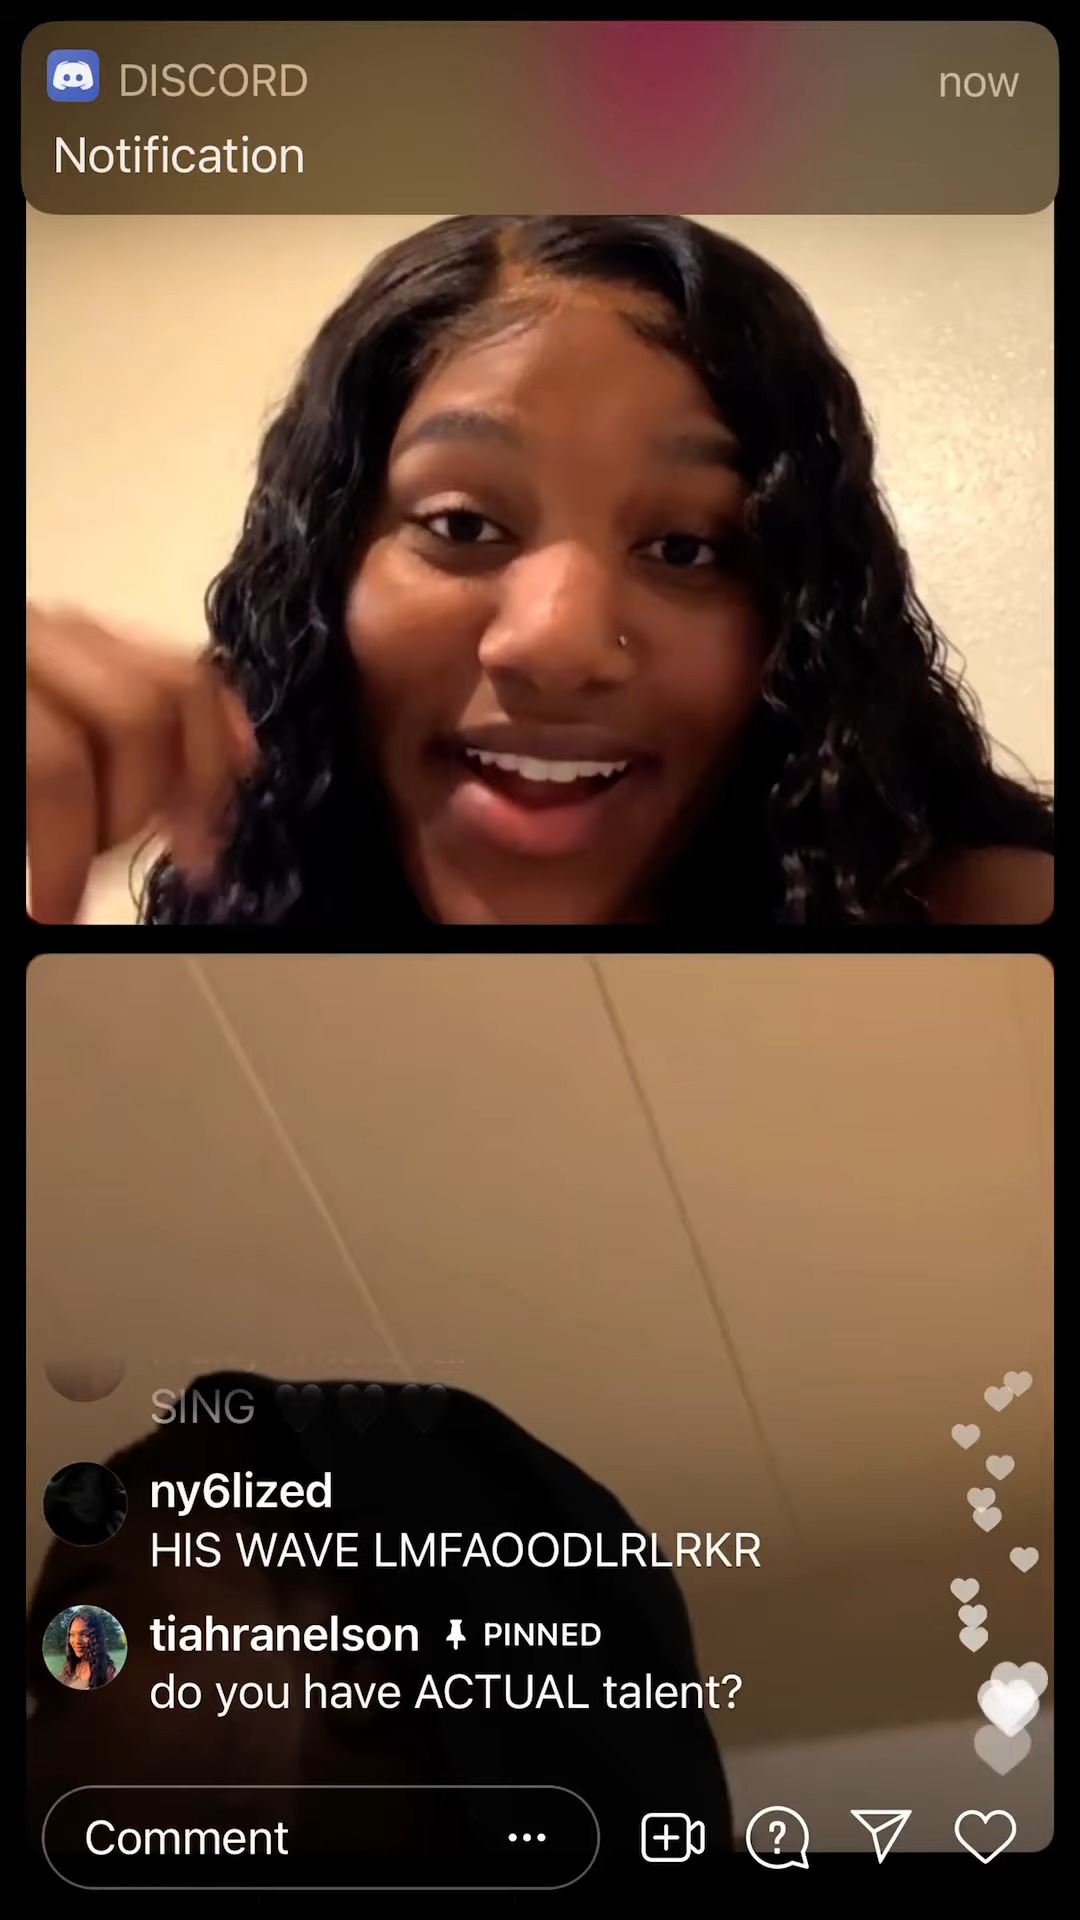 DISCORD
now
Notification
SING 🖤🖤🖤
ny6lized
HIS WAVE LMFAOODLRLRKR
tiahranelson PINNED
do you have ACTUAL talent?
Comment